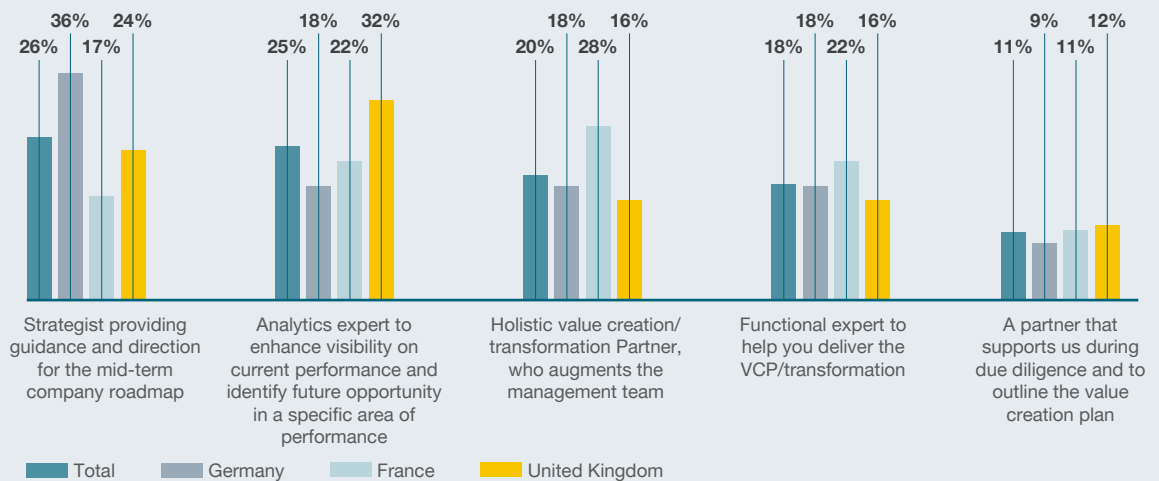 36%
18%
32%
18%
16%
18%
16%
9%
12%
26%
17%
24%
25%
22%
20%
28%
18%
22%
11%
11%
Strategist providing
guidance and direction
for the mid-term
company roadmap
Analytics expert to
enhance visibility on
current performance and
identify future opportunity
in a specific area of
performance
Holistic value creation/
transformation Partner,
who augments the
management team
Functional expert to
help you deliver the
VCP/transformation
A partner that
supports us during
due diligence and to
outline the value
creation plan
Total
Germany
France
United Kingdom